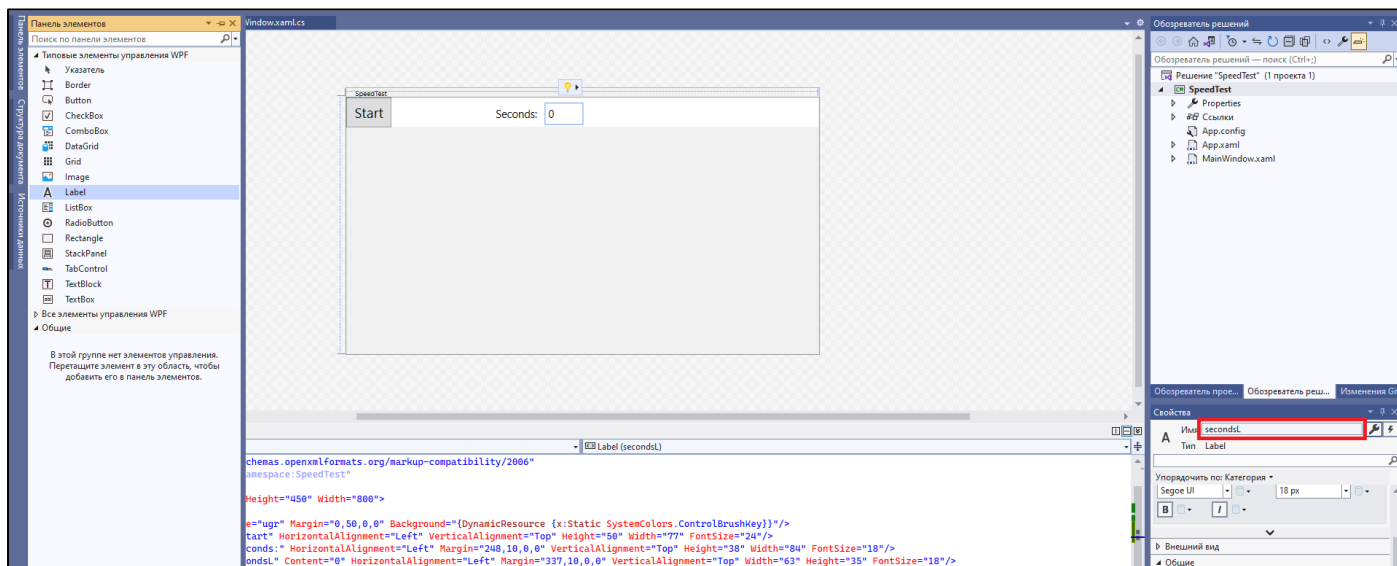 Панель элементов
Структура документа
Источники данных
Панель элементов
Поиск по панели элементов
Типовые элементы управления WPF
Указатель
Border
Button
CheckBox
ComboBox
DataGrid
Grid
Image
Label
ListBox
RadioButton
Rectangle
StackPanel
TabControl
TextBlock
TextBox
Все элементы управления WPF
Общие
В этой группе нет элементов управления.
Перетащите элемент в эту область, чтобы
добавить его в панель элементов.
Window.xaml.cs
SpeedTest
Start
Seconds: 0
Label (secondsL)
chemas.openxmlformats.org/markup-compatibility/2006"
amespace:SpeedTest"
Height="450" Width="800">
e="ugr" Margin="0,50,0,0" Background="{DynamicResource {x:Static SystemColors.ControlBrushKey}}"/>
tart" HorizontalAlignment="Left" VerticalAlignment="Top" Height="50" Width="77" FontSize="24"/>
conds:" HorizontalAlignment="Left" Margin="248,10,0,0" VerticalAlignment="Top" Height="38" Width="84" FontSize="18"/>
ondsL" Content="0" HorizontalAlignment="Left" Margin="337,10,0,0" VerticalAlignment="Top" Width="63" Height="35" FontSize="18"/>
Обозреватель решений
Обозреватель решений — поиск (Ctrl+;)
Решение "SpeedTest" (1 проекта 1)
SpeedTest
Properties
Ссылки
App.config
App.xaml
MainWindow.xaml
Обозреватель прое... Обозреватель реш... Изменения Gi
Свойства
Имя secondsL
Тип Label
Упорядочить по: Категория
Segoe UI 18 px
B I
Внешний вид
Общие